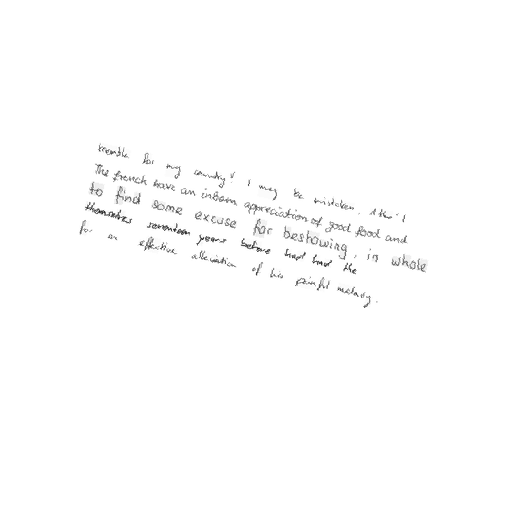 tremble for my country I may be mistaken, after I
The french have an inborn appreciation of good food and
to find some excuse for bestowing, in whole
themselves seventeen years before had had the
for an effective alleviation of his painful malady.